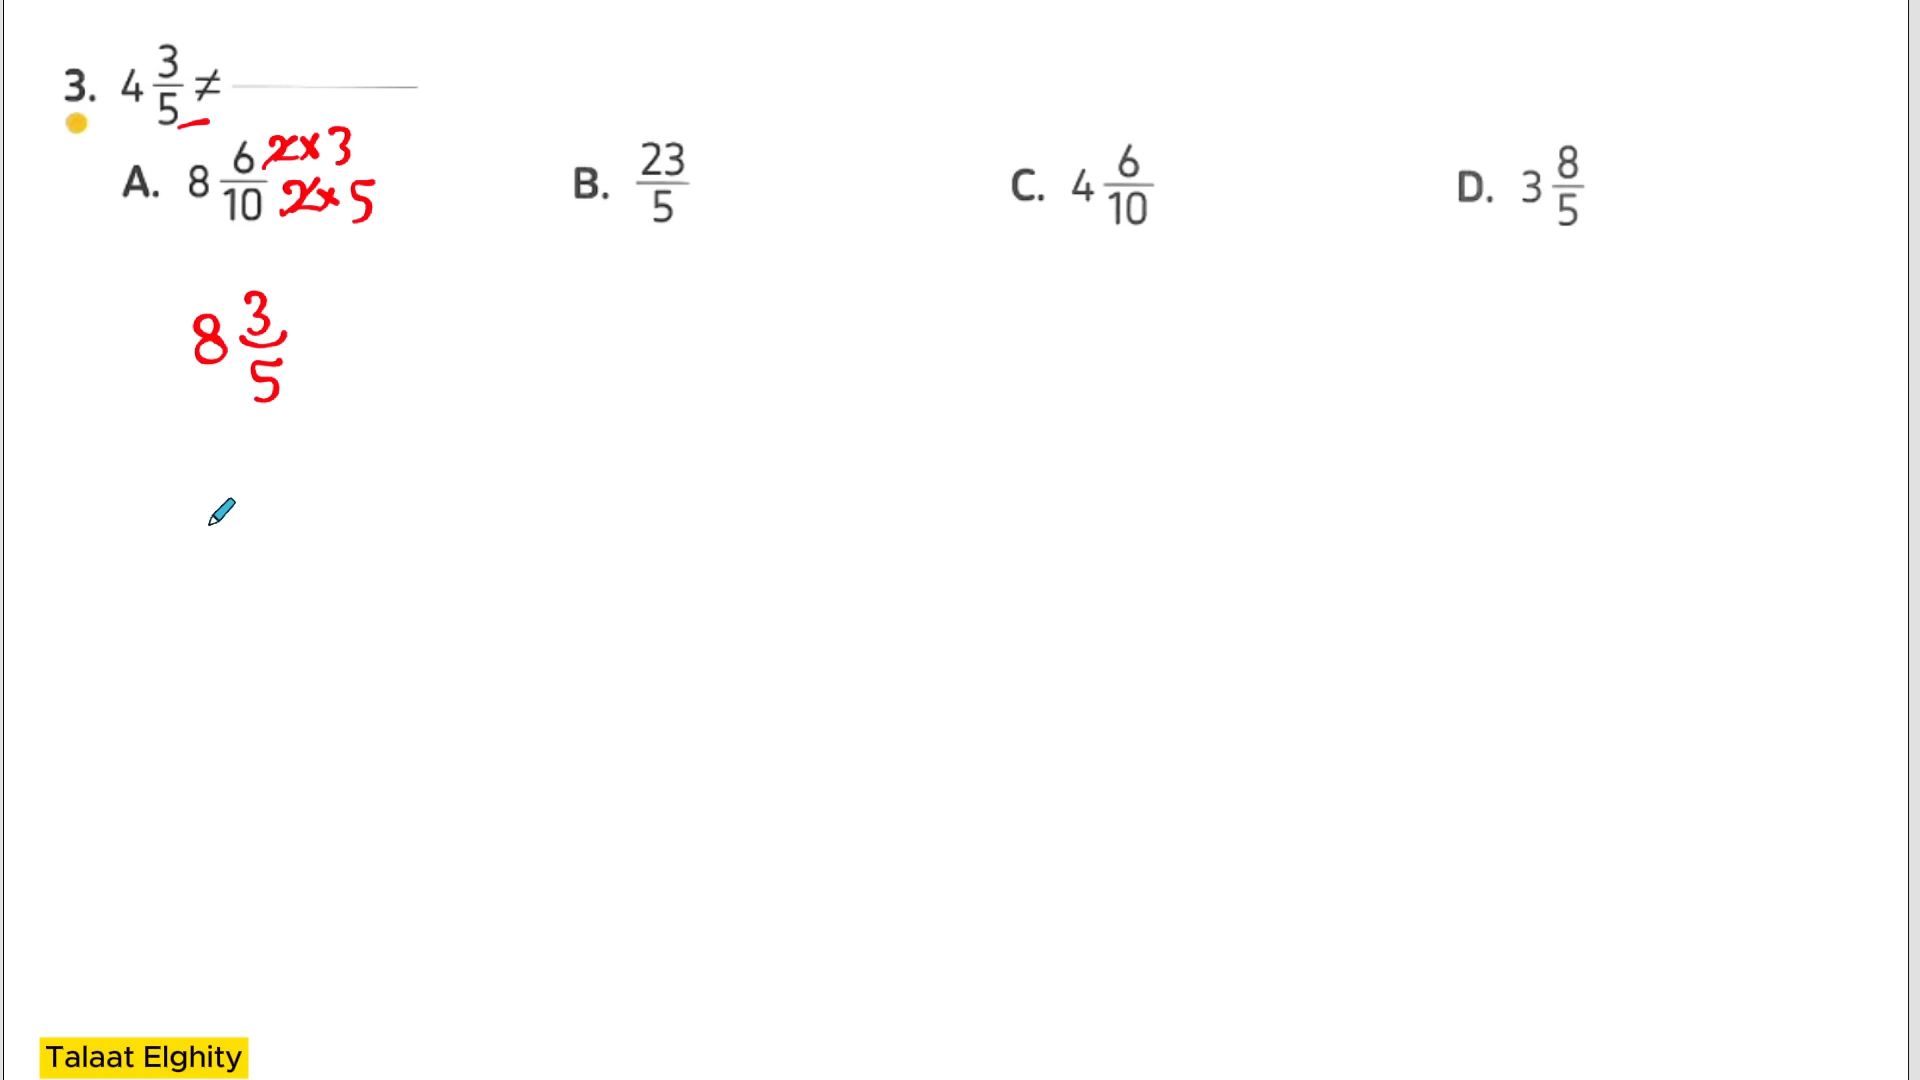 3. 4 3/5 ≠ ________
A. 8 6/10 2×3 / 2×5 B. 23/5 C. 4 6/10 D. 3 8/5
8 3/5
Talaat Elghity